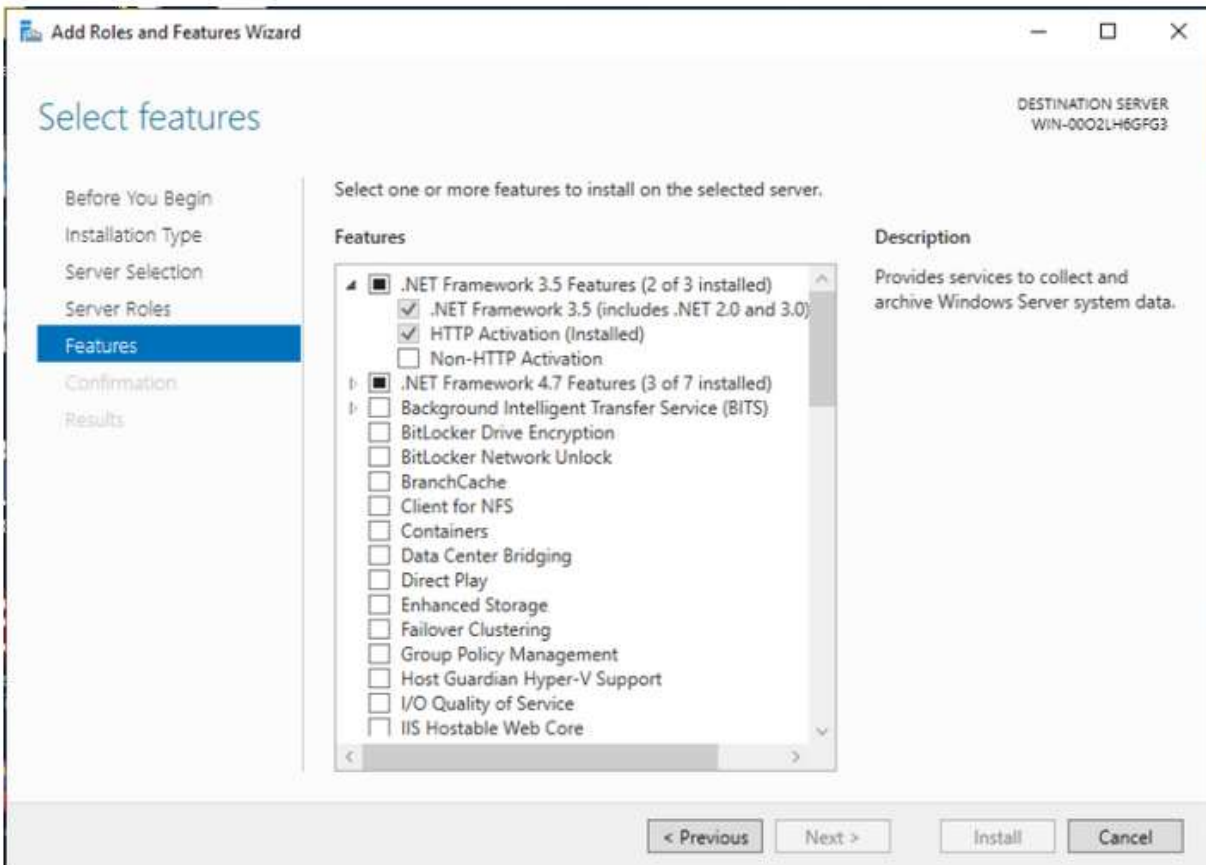 Add Roles and Features Wizard
Select features
DESTINATION SERVER
WIN-00O2LH6GFG3
Before You Begin
Installation Type
Server Selection
Server Roles
Features
Confirmation
Results
Select one or more features to install on the selected server.
Features
.NET Framework 3.5 Features (2 of 3 installed)
.NET Framework 3.5 (includes .NET 2.0 and 3.0)
HTTP Activation (Installed)
Non-HTTP Activation
.NET Framework 4.7 Features (3 of 7 installed)
Background Intelligent Transfer Service (BITS)
BitLocker Drive Encryption
BitLocker Network Unlock
BranchCache
Client for NFS
Containers
Data Center Bridging
Direct Play
Enhanced Storage
Failover Clustering
Group Policy Management
Host Guardian Hyper-V Support
I/O Quality of Service
IIS Hostable Web Core
Description
Provides services to collect and
archive Windows Server system data.
< Previous
Next >
Install
Cancel